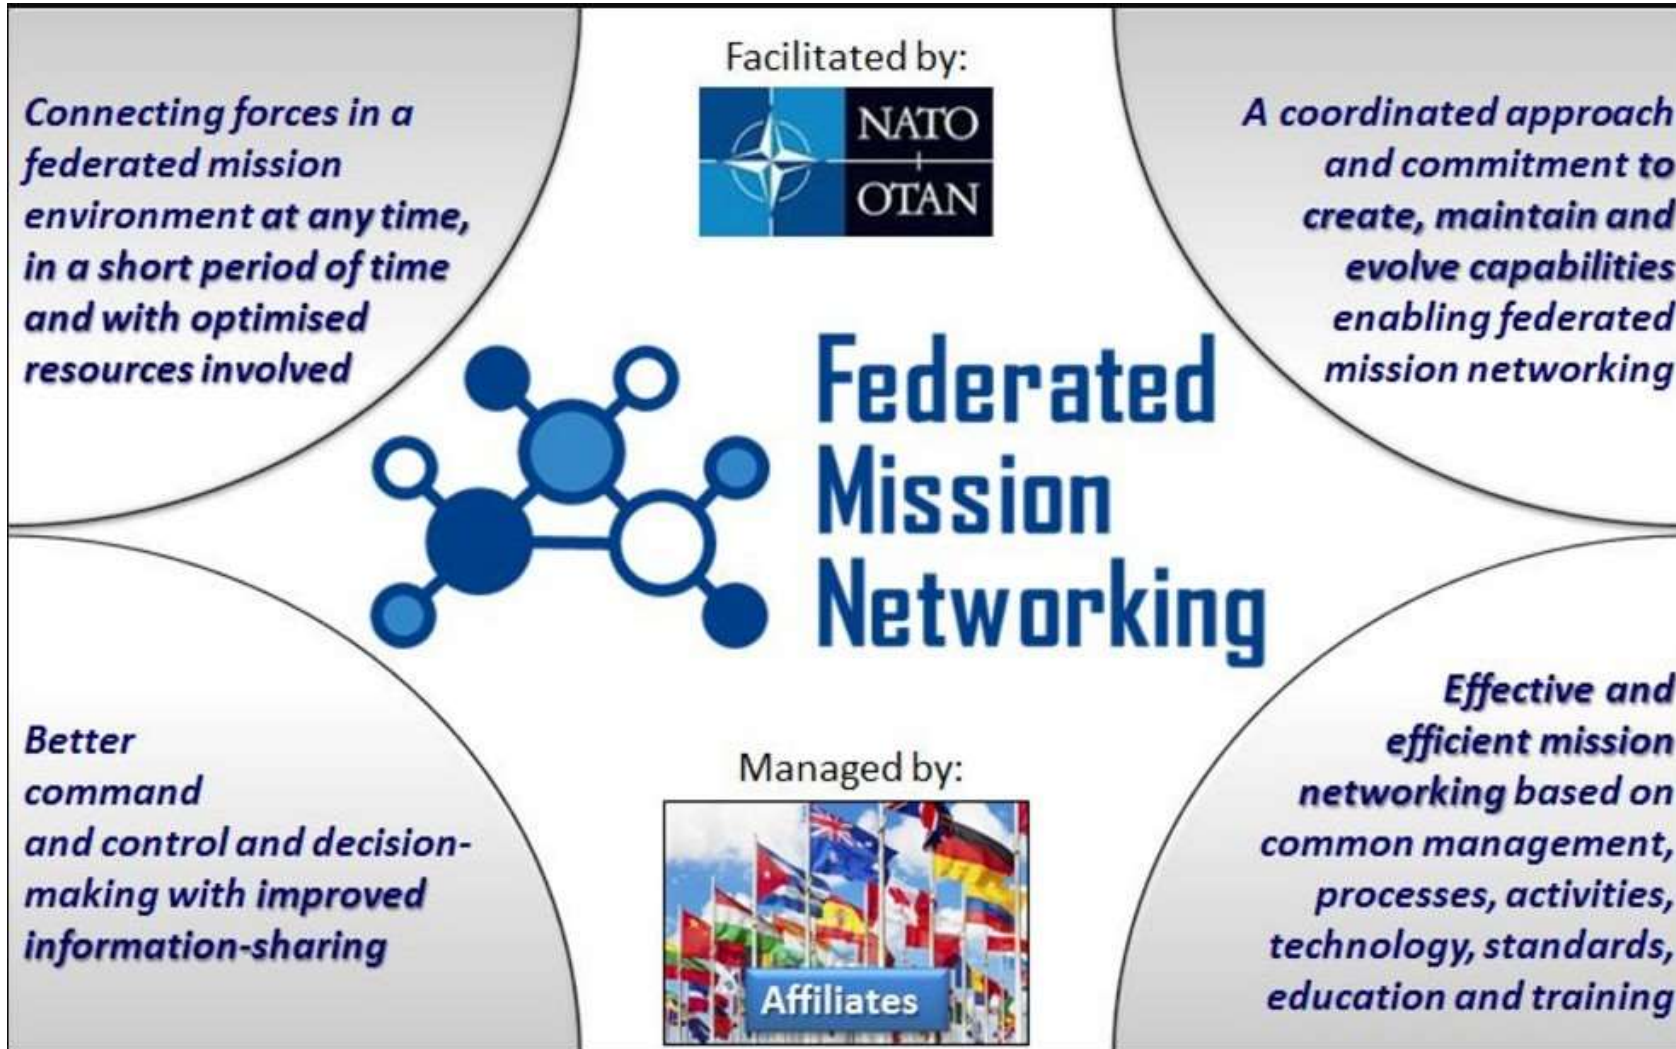 Facilitated by:
NATO
OTAN
Connecting forces in a
federated mission
environment at any time,
in a short period of time
and with optimised
resources involved
A coordinated approach
and commitment to
create, maintain and
evolve capabilities
enabling federated
mission networking
Federated
Mission
Networking
Better
command
and control and decision-
making with improved
information-sharing
Managed by:
Affiliates
Effective and
efficient mission
networking based on
common management,
processes, activities,
technology, standards,
education and training